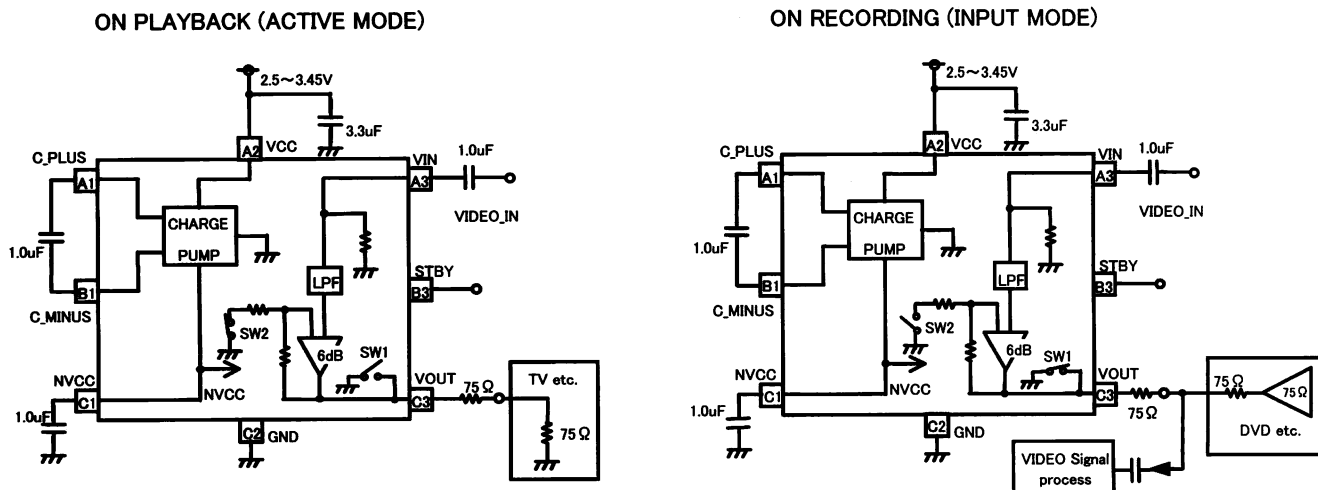 ON PLAYBACK (ACTIVE MODE)
2.5～3.45V
3.3uF
A2
VCC
C_PLUS
A1
VIN
1.0uF
A3
VIDEO_IN
CHARGE
PUMP
1.0uF
LPF
STBY
B3
B1
C_MINUS
SW2
6dB
SW1
NVCC
C1
NVCC
1.0uF
VOUT
C3
75Ω
TV etc.
75Ω
C2
GND
ON RECORDING (INPUT MODE)
2.5～3.45V
3.3uF
A2
VCC
C_PLUS
A1
VIN
1.0uF
A3
VIDEO_IN
CHARGE
PUMP
1.0uF
LPF
STBY
B3
B1
C_MINUS
SW2
6dB
SW1
NVCC
C1
NVCC
1.0uF
VOUT
C3
75Ω
75Ω
75Ω
DVD etc.
C2
GND
VIDEO Signal
process